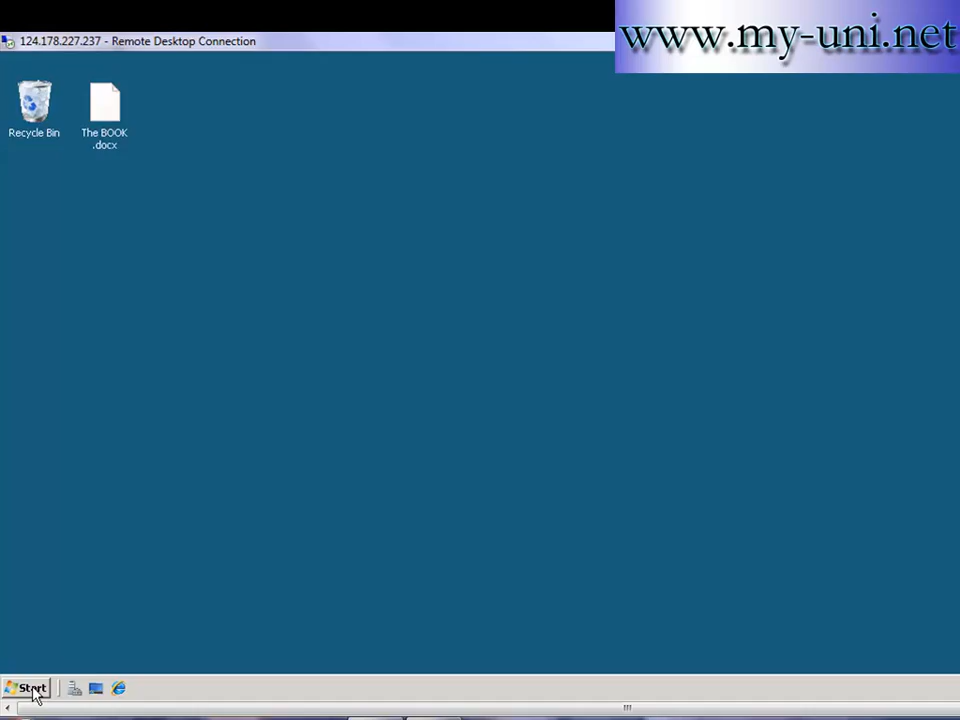 www.my-uni.net
124.178.227.237 - Remote Desktop Connection
Recycle Bin
The BOOK
.docx
Start